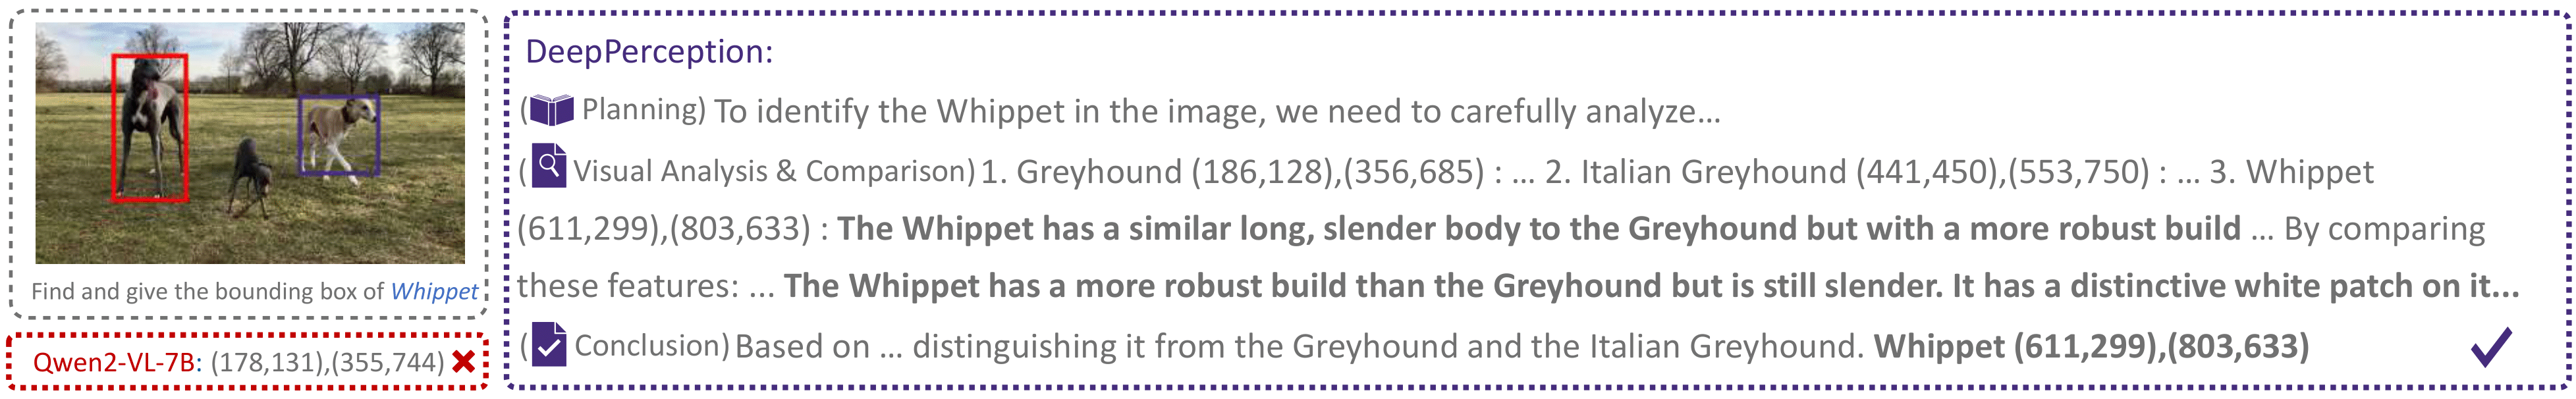 Find and give the bounding box of Whippet
Qwen2-VL-7B: (178,131),(355,744)
DeepPerception:
( Planning) To identify the Whippet in the image, we need to carefully analyze...
( Visual Analysis & Comparison) 1. Greyhound (186,128),(356,685) : ... 2. Italian Greyhound (441,450),(553,750) : ... 3. Whippet
(611,299),(803,633) : The Whippet has a similar long, slender body to the Greyhound but with a more robust build ... By comparing
these features: ... The Whippet has a more robust build than the Greyhound but is still slender. It has a distinctive white patch on it...
( Conclusion) Based on ... distinguishing it from the Greyhound and the Italian Greyhound. Whippet (611,299),(803,633)